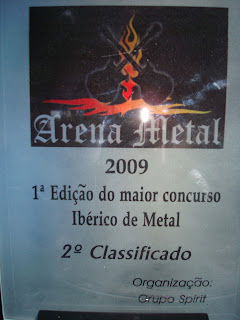 Arena Metal
2009
1ª Edição do maior concurso
Ibérico de Metal
2º Classificado
Organização:
Grupo Spirit